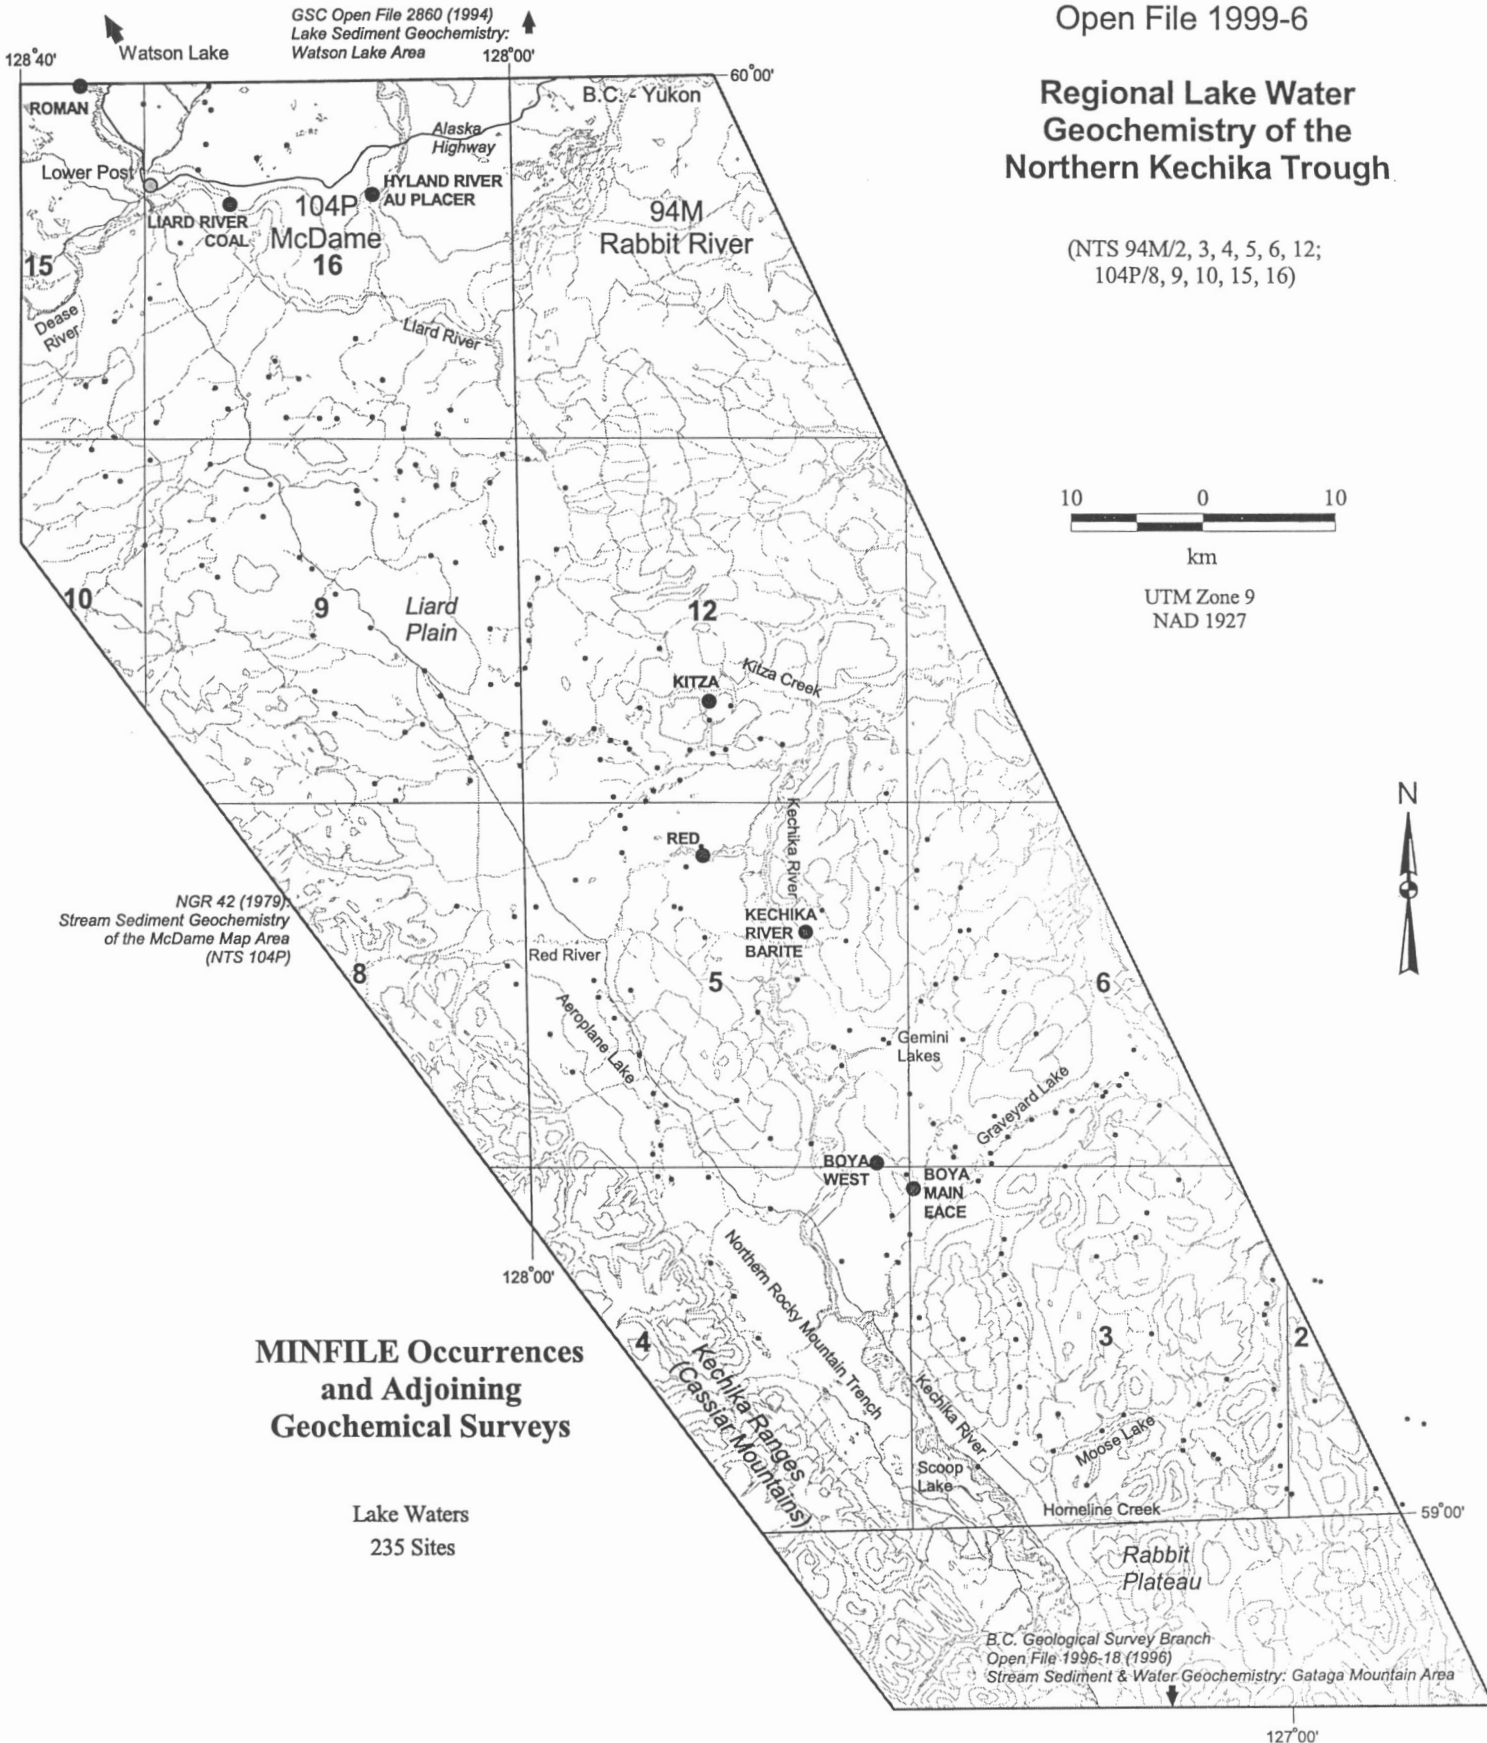 Open File 1999-6
GSC Open File 2860 (1994)
Lake Sediment Geochemistry:
Watson Lake Area
Watson Lake
128°40'
128°00'
60°00'
Regional Lake Water
Geochemistry of the
Northern Kechika Trough
(NTS 94M/2, 3, 4, 5, 6, 12;
104P/8, 9, 10, 15, 16)
ROMAN
B.C. - Yukon
Alaska
Highway
Lower Post
HYLAND RIVER
AU PLACER
LIARD RIVER
COAL
104P
McDame
16
94M
Rabbit River
15
Dease
River
Liard River
10 0 10
km
UTM Zone 9
NAD 1927
10
9
Liard
Plain
12
Kitza Creek
KITZA
N
Kechika River
RED
NGR 42 (1979):
Stream Sediment Geochemistry
of the McDame Map Area
(NTS 104P)
KECHIKA
RIVER
BARITE
Red River
8
5
6
Aeroplane Lake
Gemini
Lakes
Graveyard Lake
BOYA
WEST
BOYA
MAIN
EACE
128°00'
Northern Rocky Mountain Trench
4
3
2
Kechika Ranges
(Cassiar Mountains)
Kechika River
Moose Lake
Scoop
Lake
Horneline Creek
59°00'
MINFILE Occurrences
and Adjoining
Geochemical Surveys
Lake Waters
235 Sites
Rabbit
Plateau
B.C. Geological Survey Branch
Open File 1996-18 (1996)
Stream Sediment & Water Geochemistry: Gataga Mountain Area
127°00'